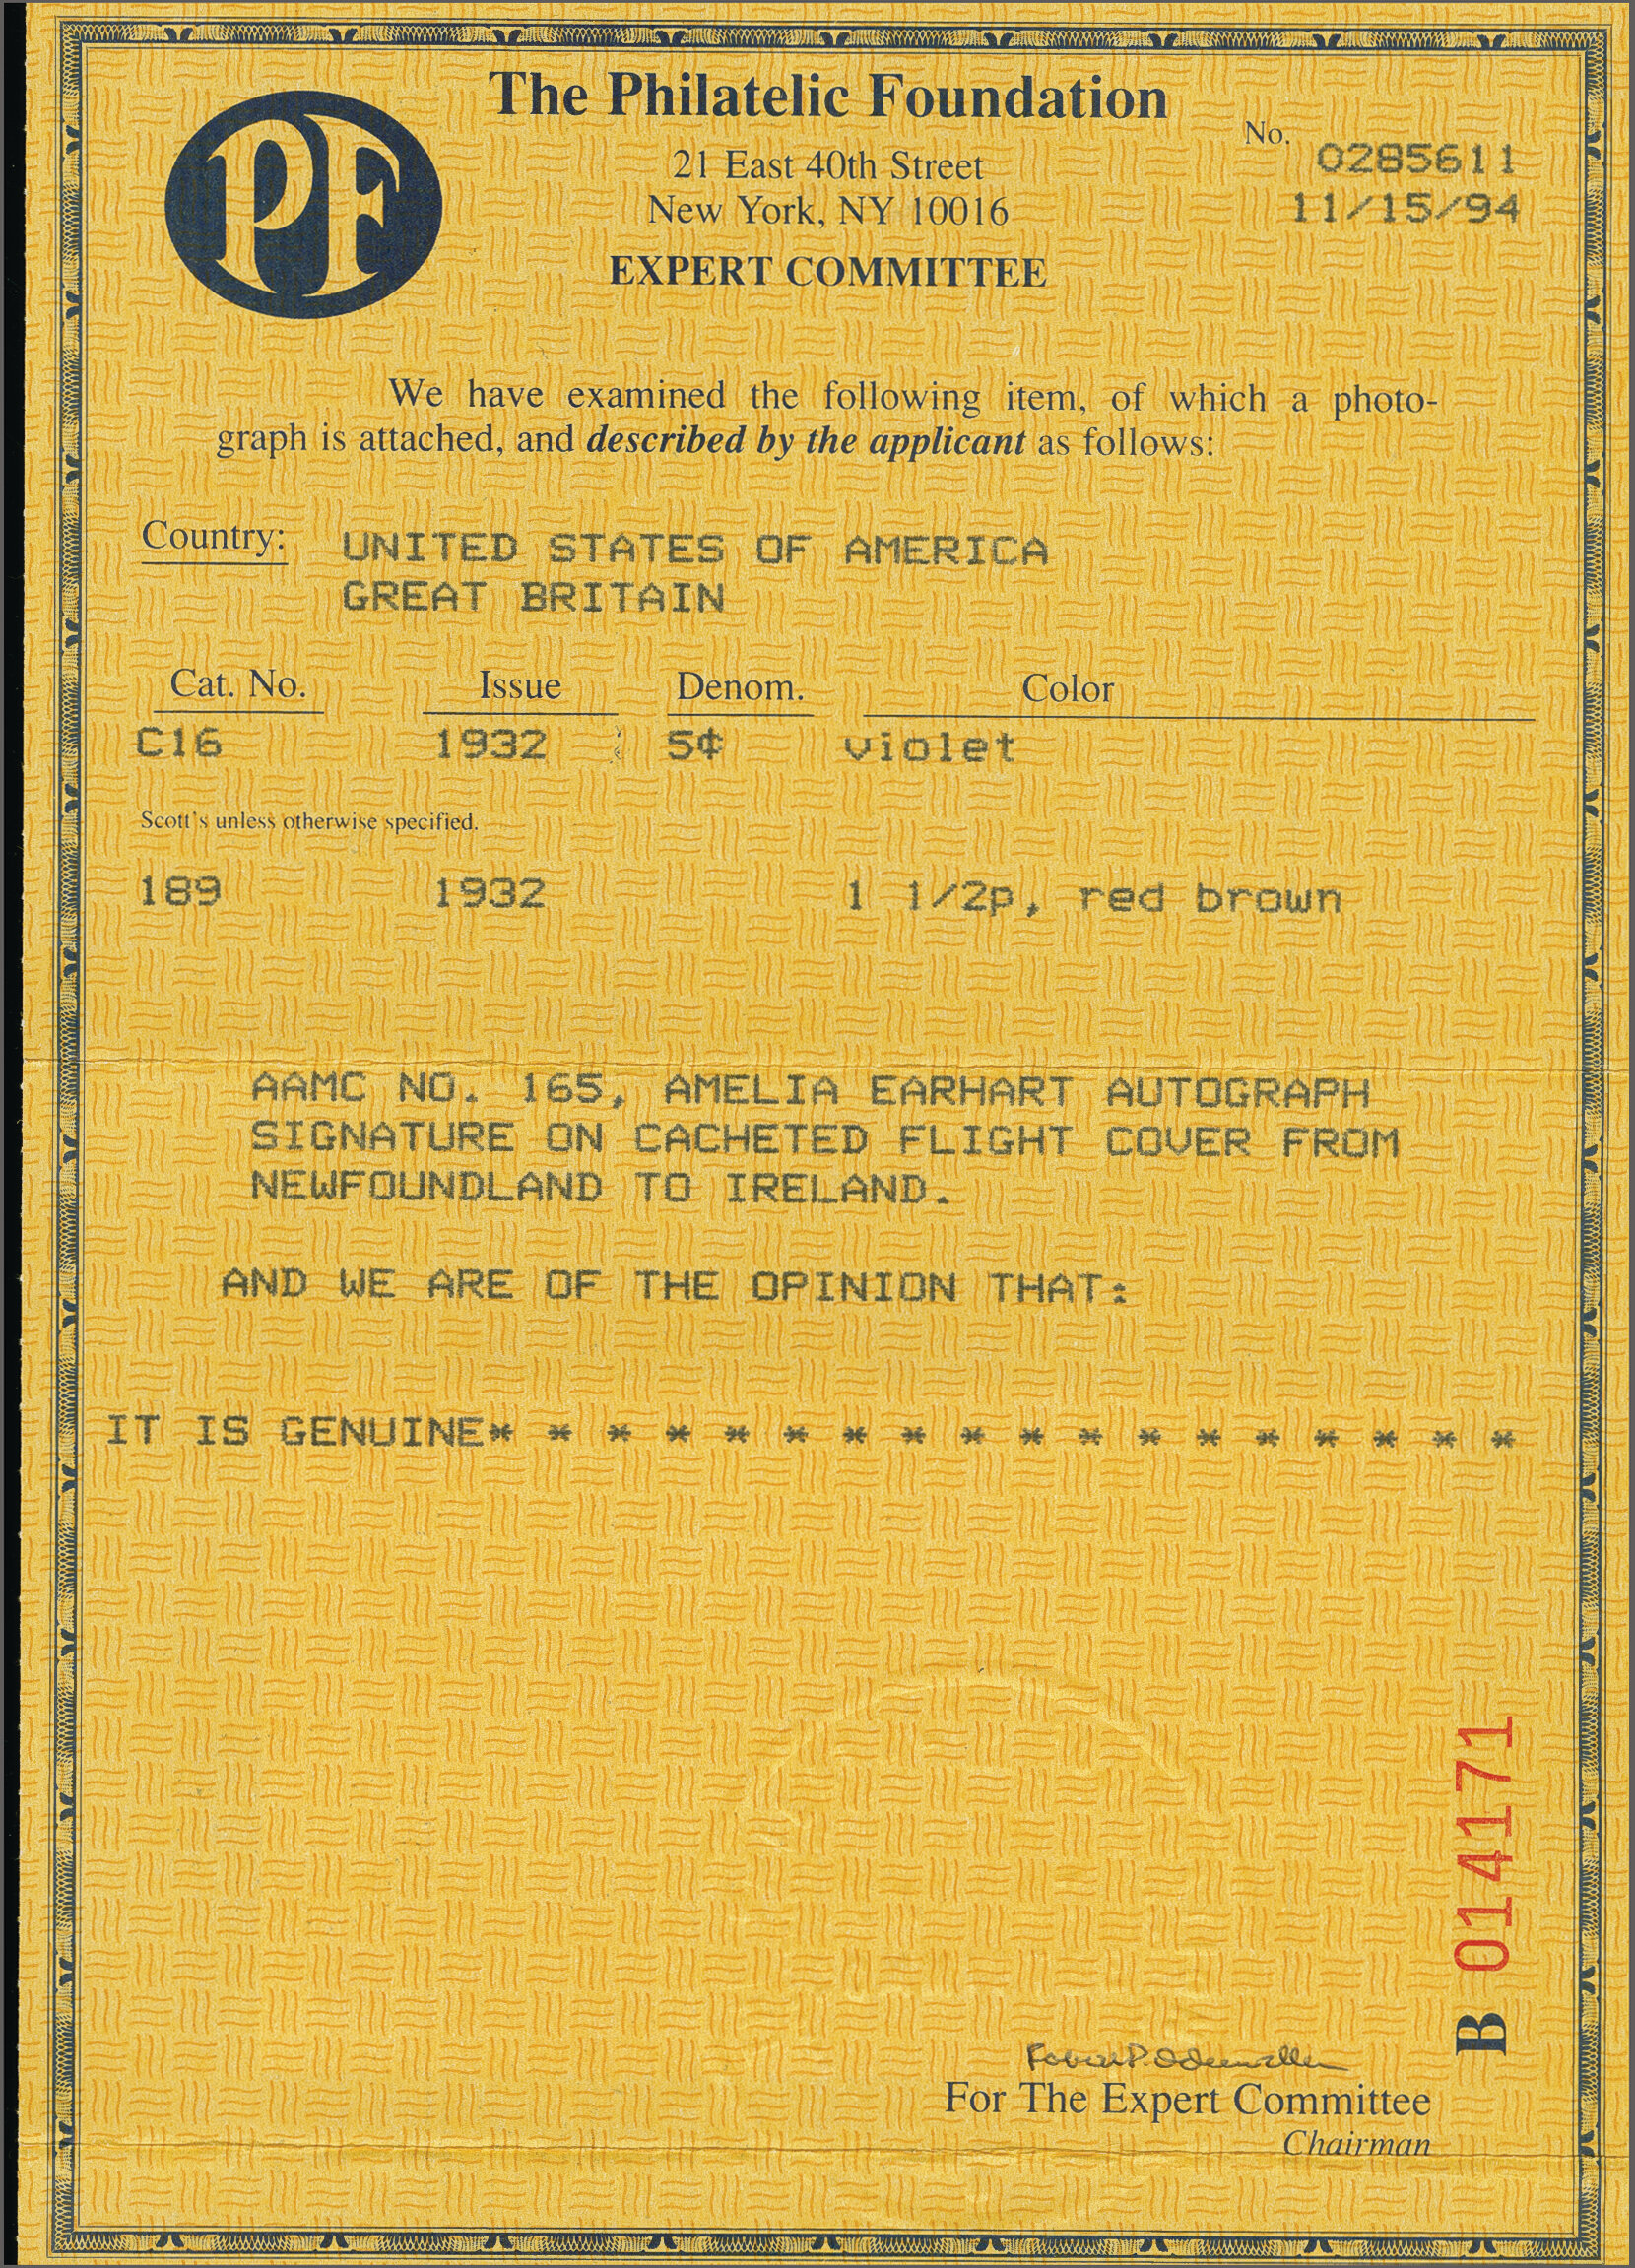 PF
The Philatelic Foundation
21 East 40th Street
New York, NY 10016
EXPERT COMMITTEE
No. 0285611
11/15/94
We have examined the following item, of which a photo-
graph is attached, and described by the applicant as follows:
Country: UNITED STATES OF AMERICA
GREAT BRITAIN
Cat. No. Issue Denom. Color
C16 1932 5¢ violet
Scott's unless otherwise specified.
189 1932 1 1/2p, red brown
AAMC NO. 165, AMELIA EARHART AUTOGRAPH
SIGNATURE ON CACHETED FLIGHT COVER FROM
NEWFOUNDLAND TO IRELAND.
AND WE ARE OF THE OPINION THAT:
IT IS GENUINE* * * * * * * * * * * * * * * * * *
B 014171
Robert P. Odenweller
For The Expert Committee
Chairman